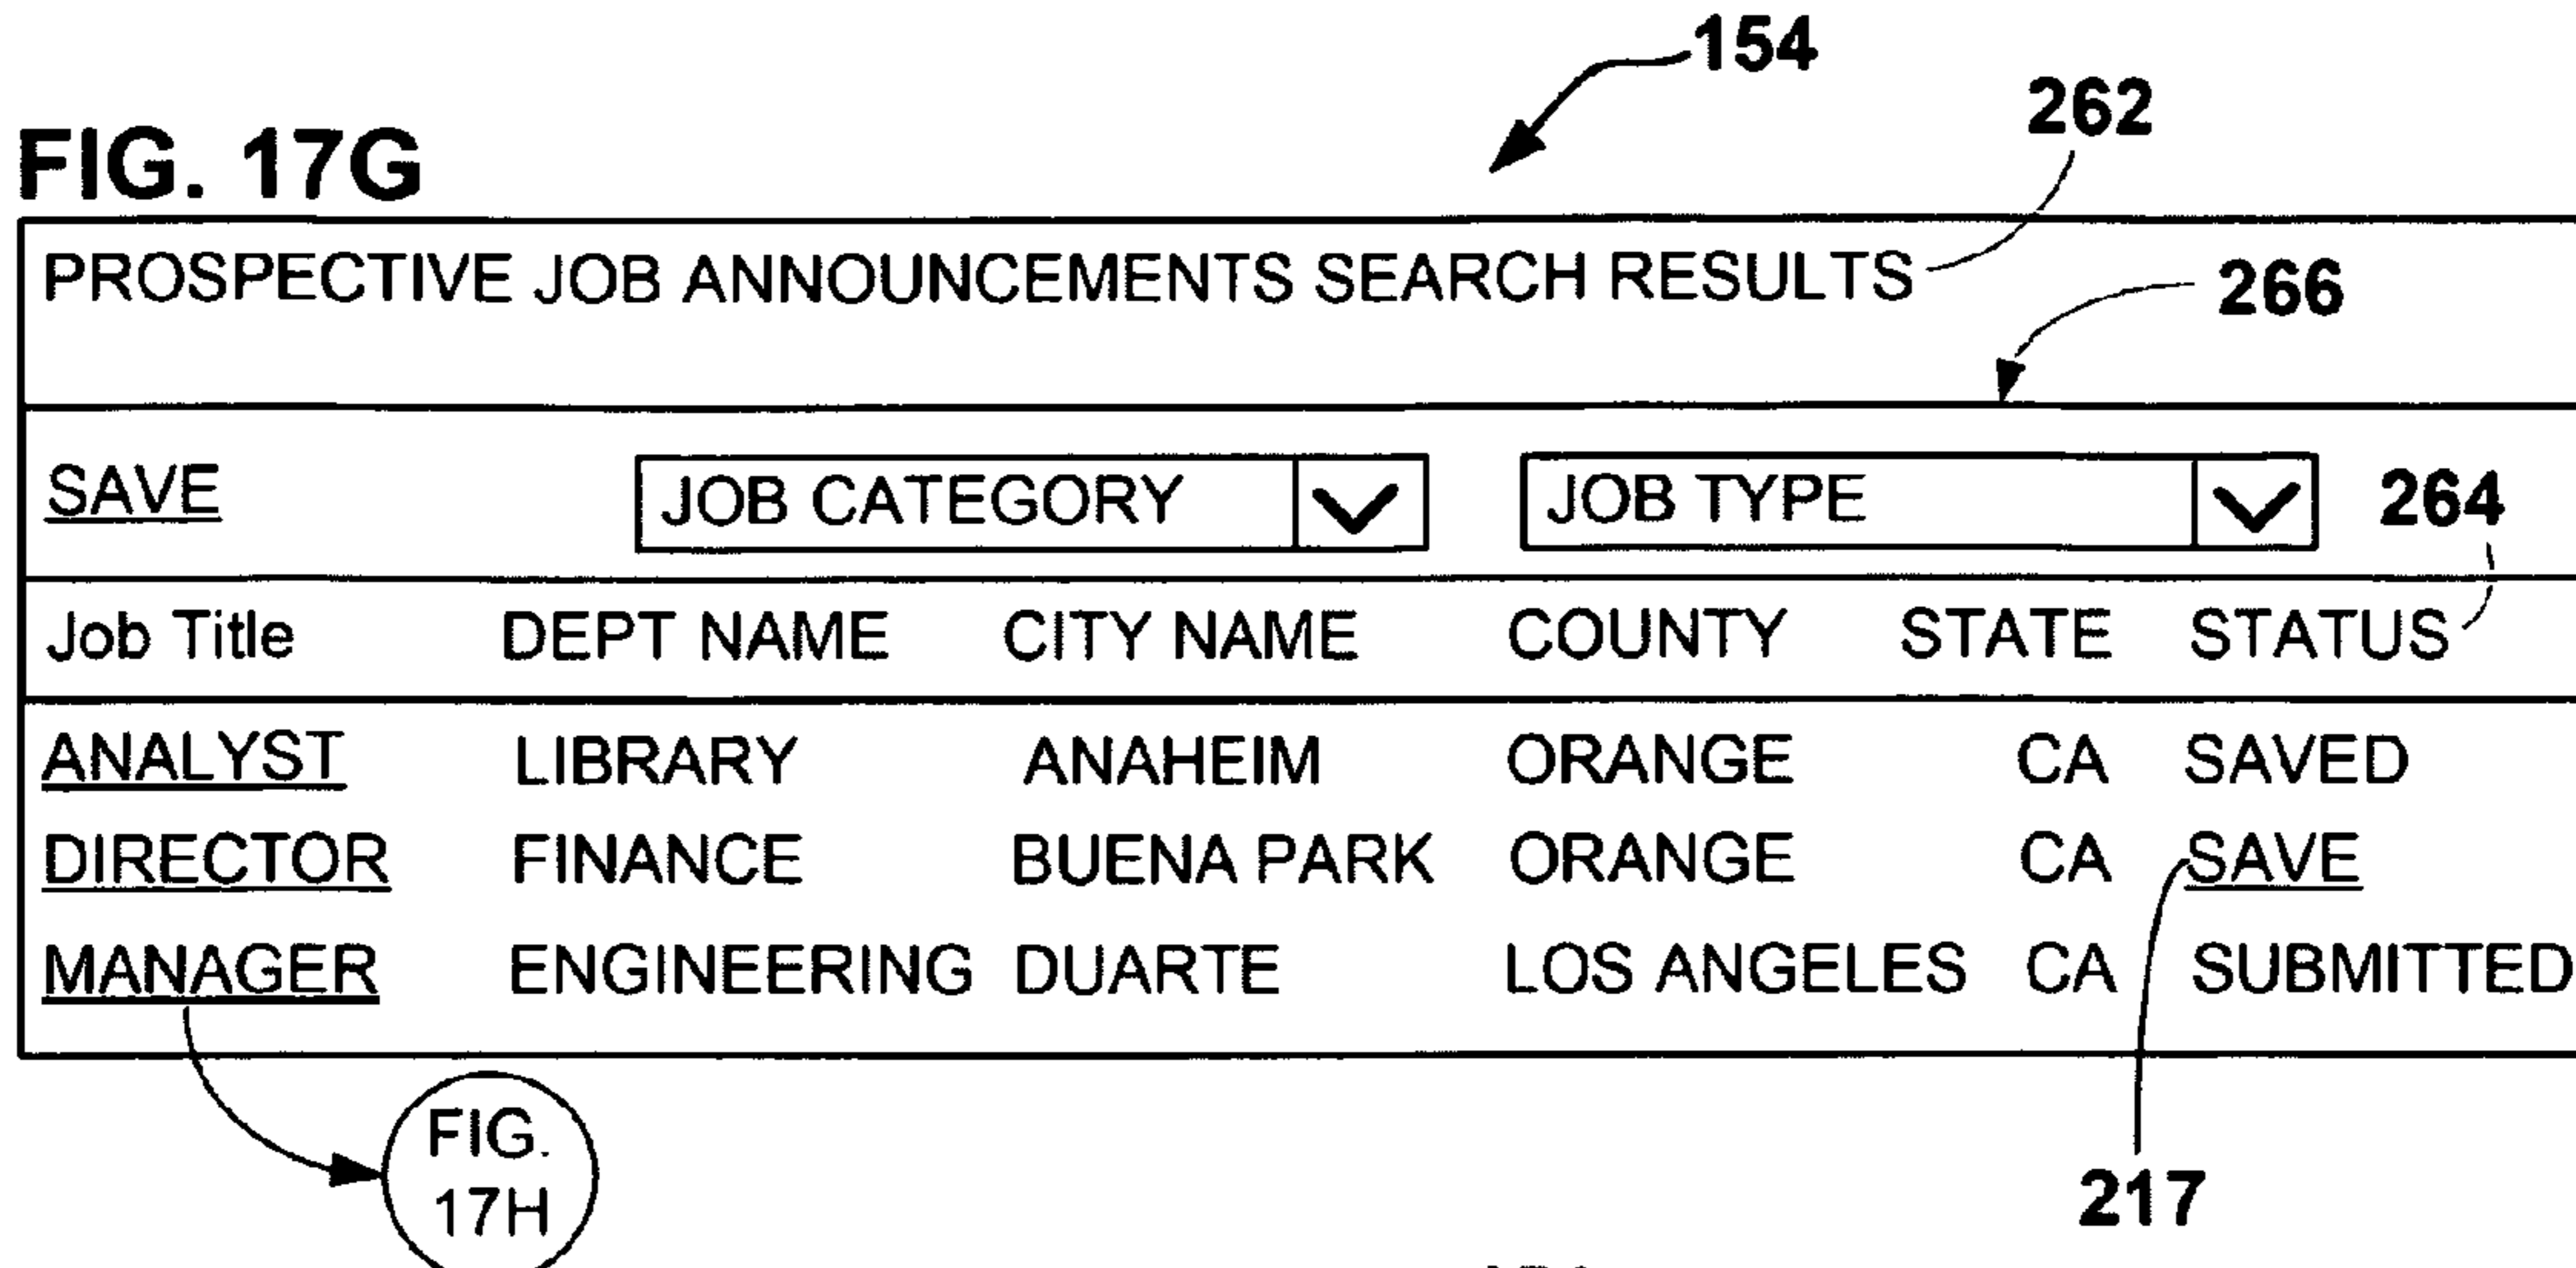 154
262
FIG. 17G
PROSPECTIVE JOB ANNOUNCEMENTS SEARCH RESULTS
266
SAVE JOB CATEGORY JOB TYPE 264
Job Title DEPT NAME CITY NAME COUNTY STATE STATUS
ANALYST LIBRARY ANAHEIM ORANGE CA SAVED
DIRECTOR FINANCE BUENA PARK ORANGE CA SAVE
MANAGER ENGINEERING DUARTE LOS ANGELES CA SUBMITTED
FIG.
17H
217